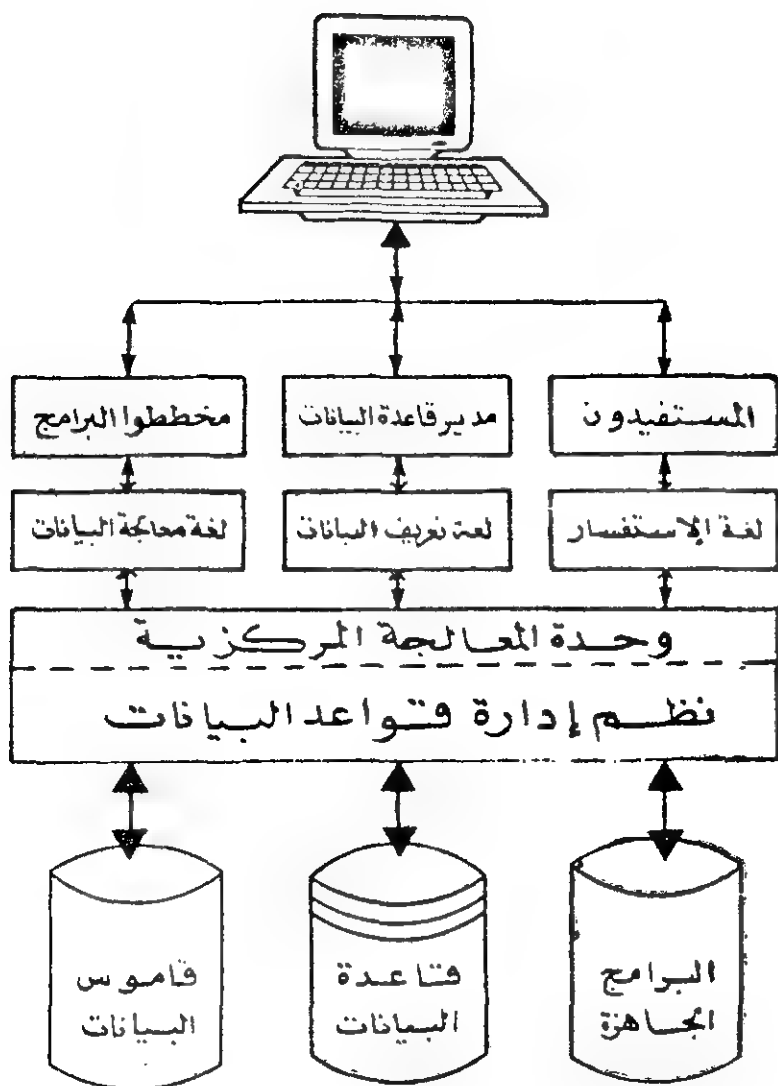 المستفيدون
مدير قاعدة البيانات
مخططوا البرامج
لغة الاستفسار
لغة تعريف البيانات
لغة معالجة البيانات
وحدة المعالجة المركزية
نظم إدارة قواعد البيانات
البرامج
الجاهزة
قاعدة
البيانات
قاموس
البيانات